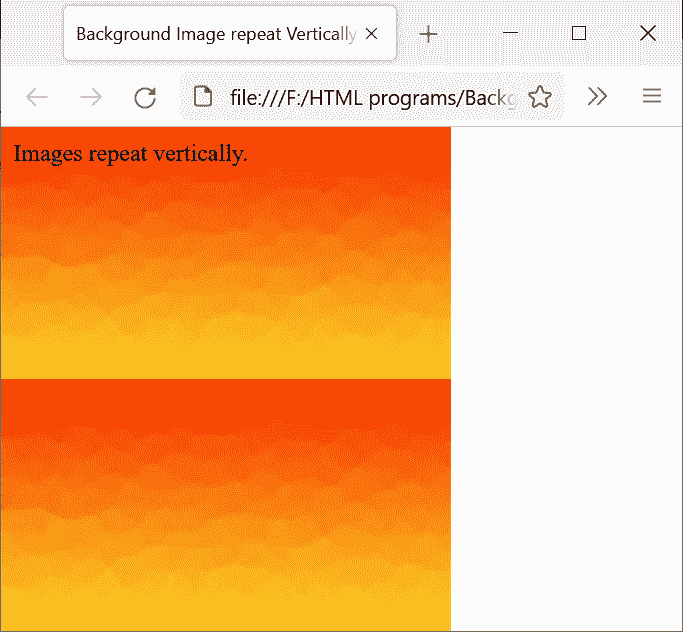 Background Image repeat Vertically
file:///F:/HTML programs/Backg
Images repeat vertically.